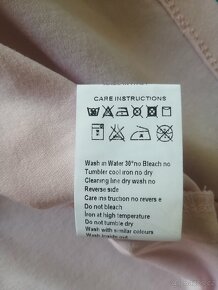 CARE INSTRUCTIONS
Wash in Water 30° no Bleach no
Tumbler cool iron no dry
Cleaning line dry wash no
Reverse side
Care instruction no reverse
Do not bleach
Iron at high temperature
Do not tumble dry
Wash with similar colours